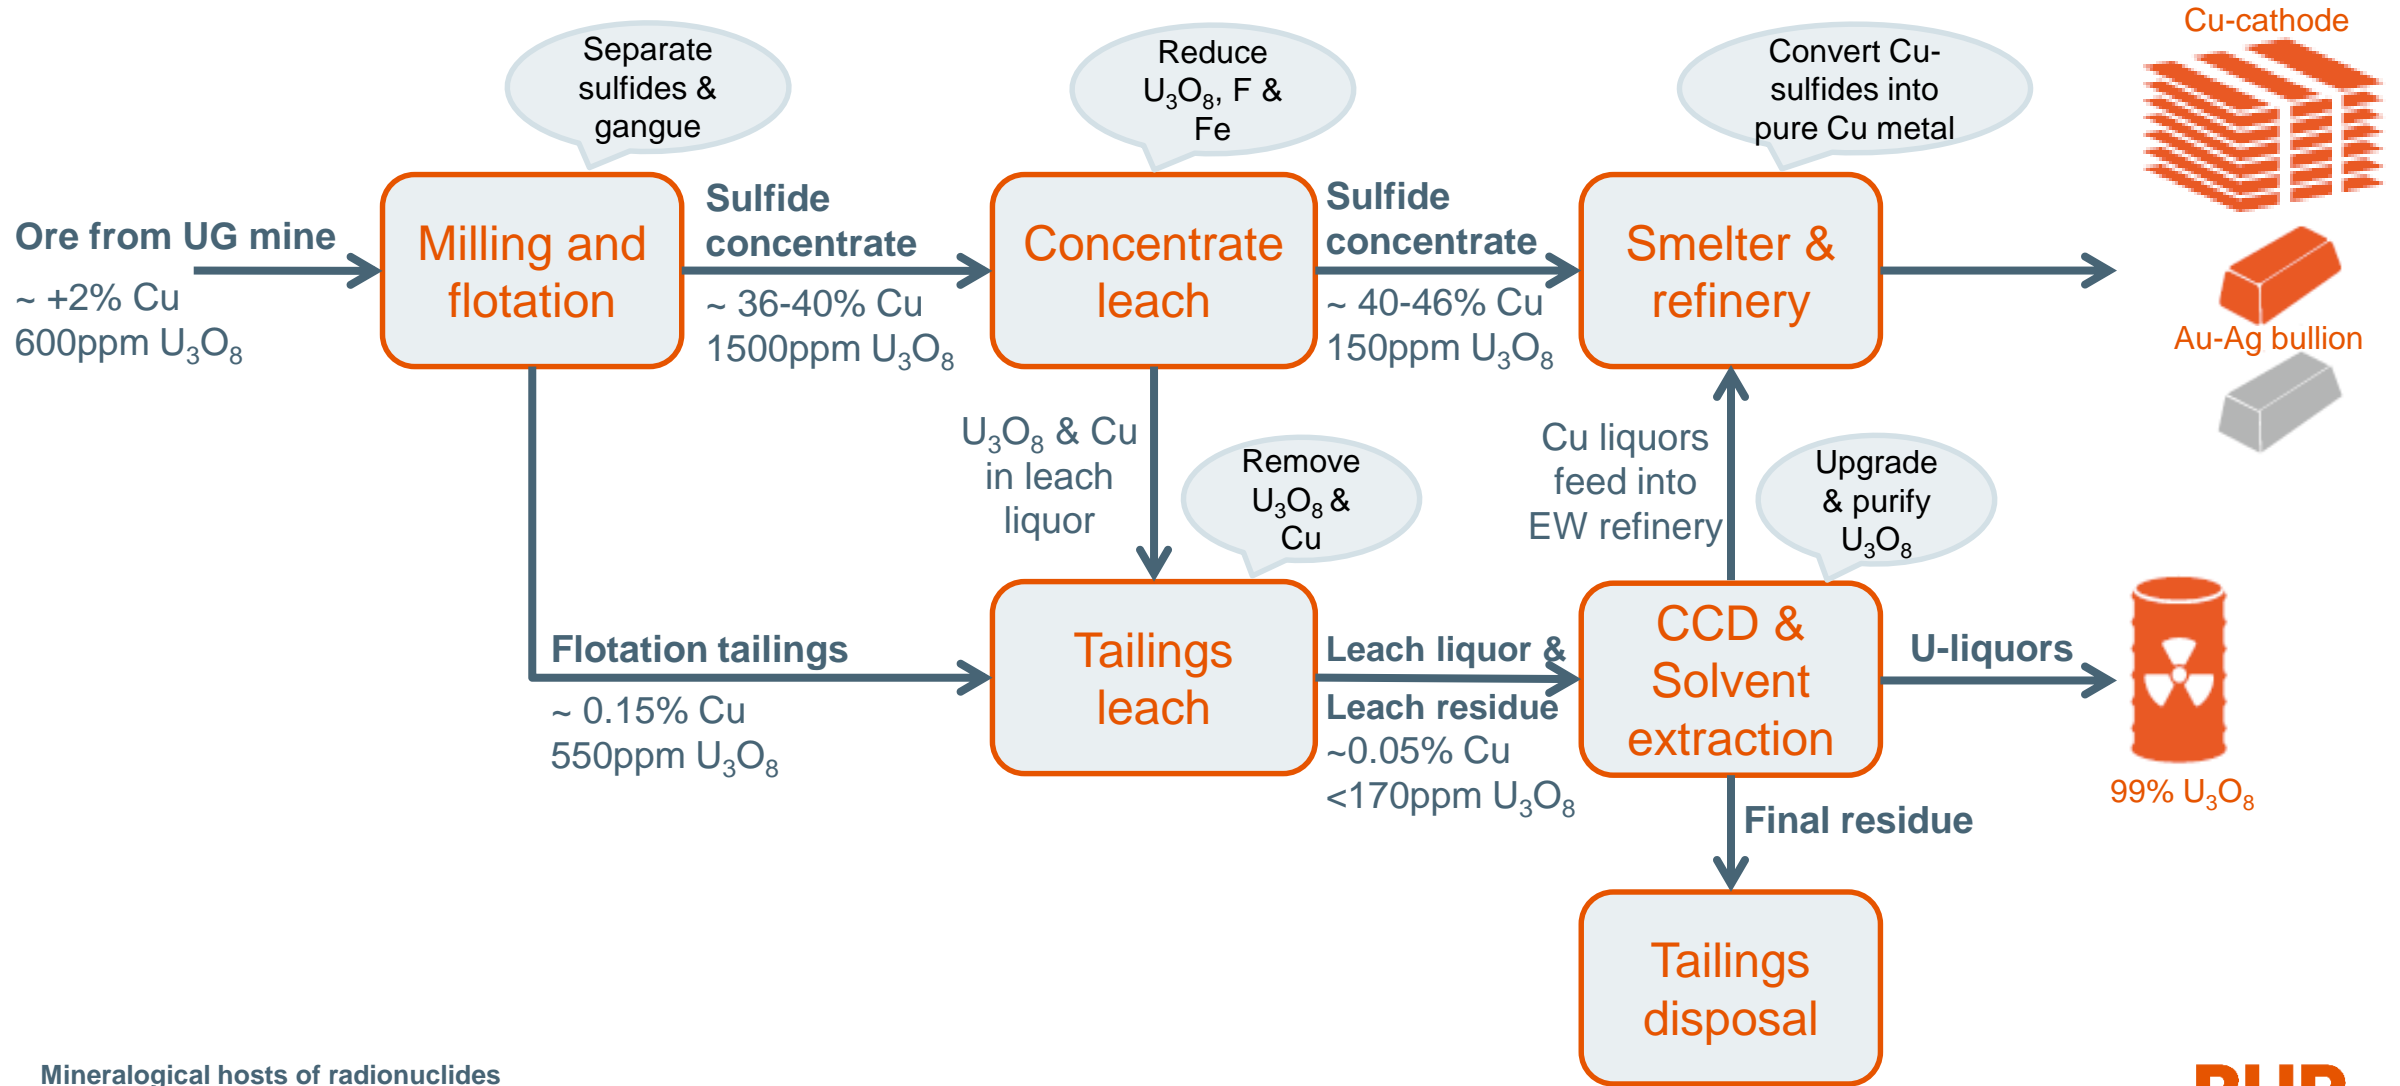 Cu-cathode
Separate
sulfides &
gangue
Reduce
U₃O₈, F &
Fe
Convert Cu-
sulfides into
pure Cu metal
Ore from UG mine
~ +2% Cu
600ppm U₃O₈
Milling and
flotation
Sulfide
concentrate
~ 36-40% Cu
1500ppm U₃O₈
Concentrate
leach
Sulfide
concentrate
~ 40-46% Cu
150ppm U₃O₈
Smelter &
refinery
Au-Ag bullion
U₃O₈ & Cu
in leach
liquor
Remove
U₃O₈ &
Cu
Cu liquors
feed into
EW refinery
Upgrade
& purify
U₃O₈
Flotation tailings
~ 0.15% Cu
550ppm U₃O₈
Tailings
leach
Leach liquor &
Leach residue
~0.05% Cu
<170ppm U₃O₈
CCD &
Solvent
extraction
U-liquors
99% U₃O₈
Final residue
Tailings
disposal
Mineralogical hosts of radionuclides
BHP